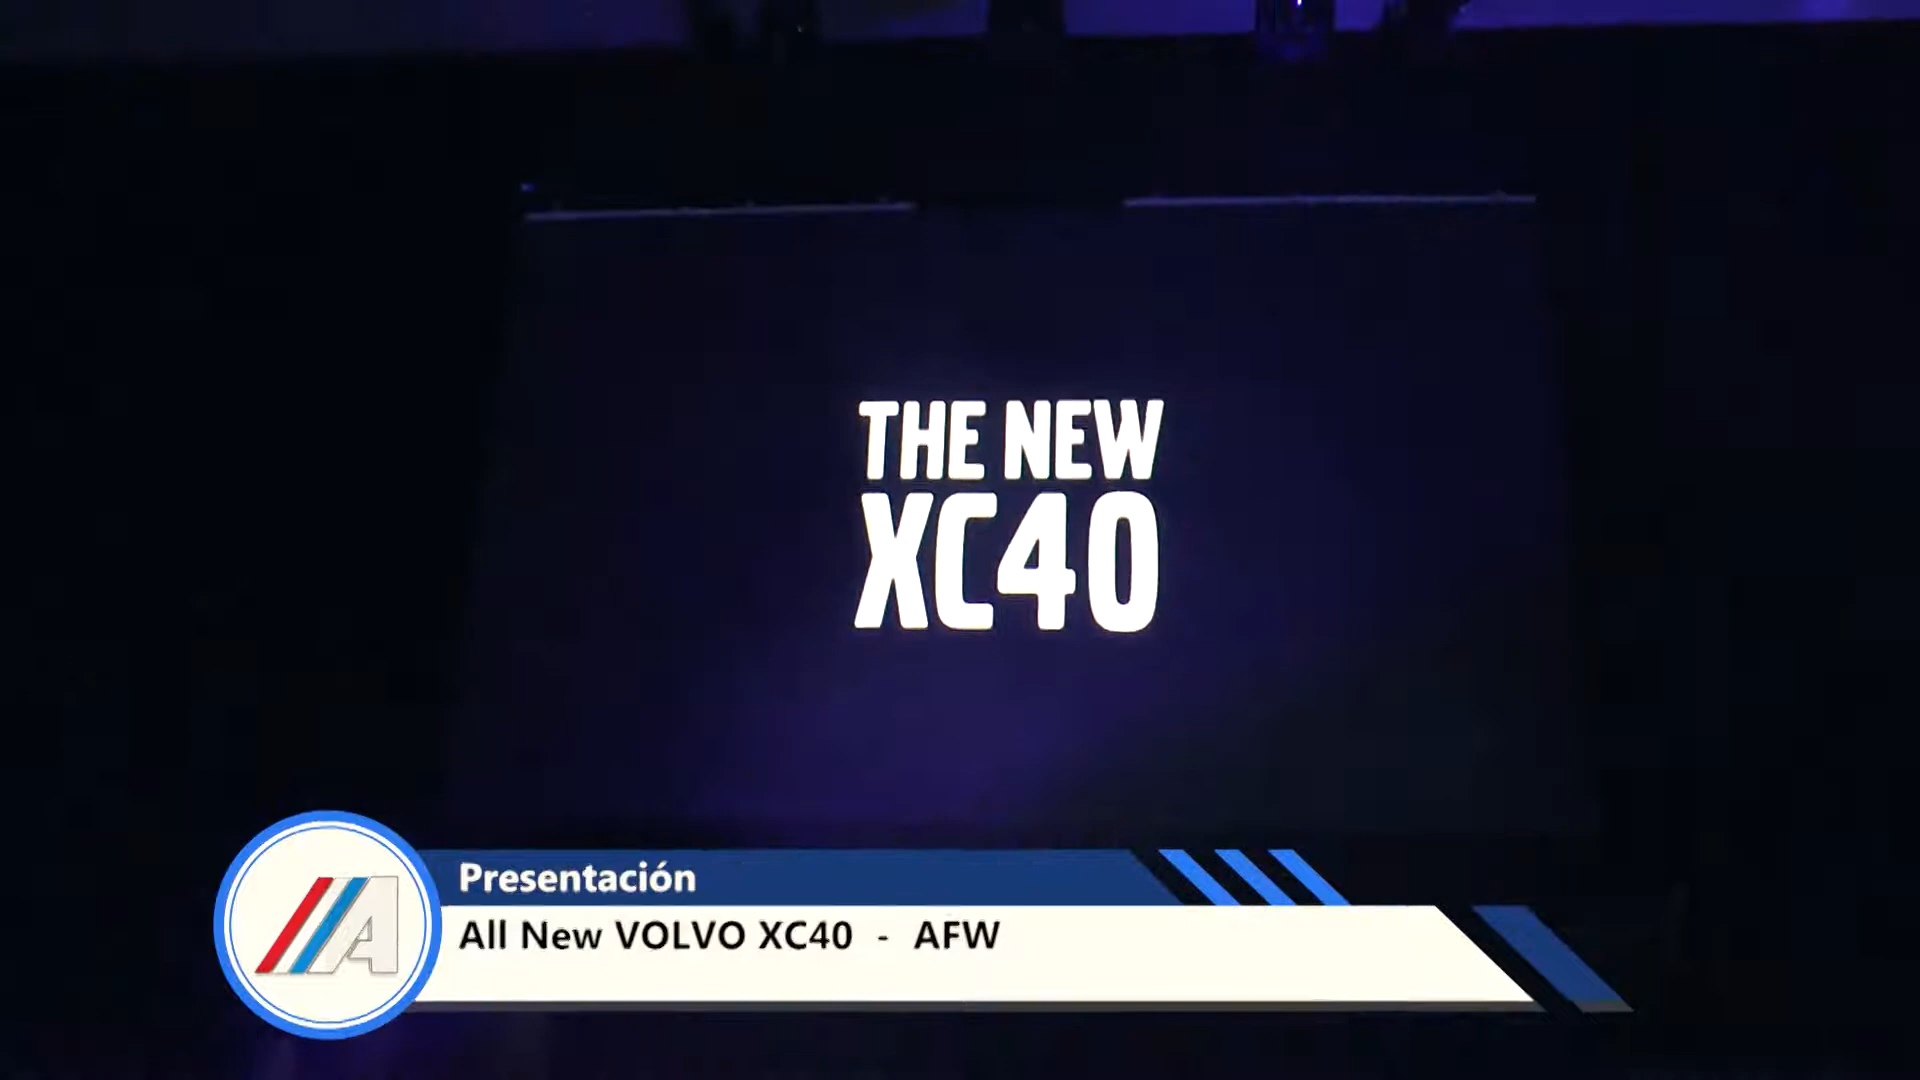 THE NEW
XC40
Presentación
All New VOLVO XC40 - AFW
A